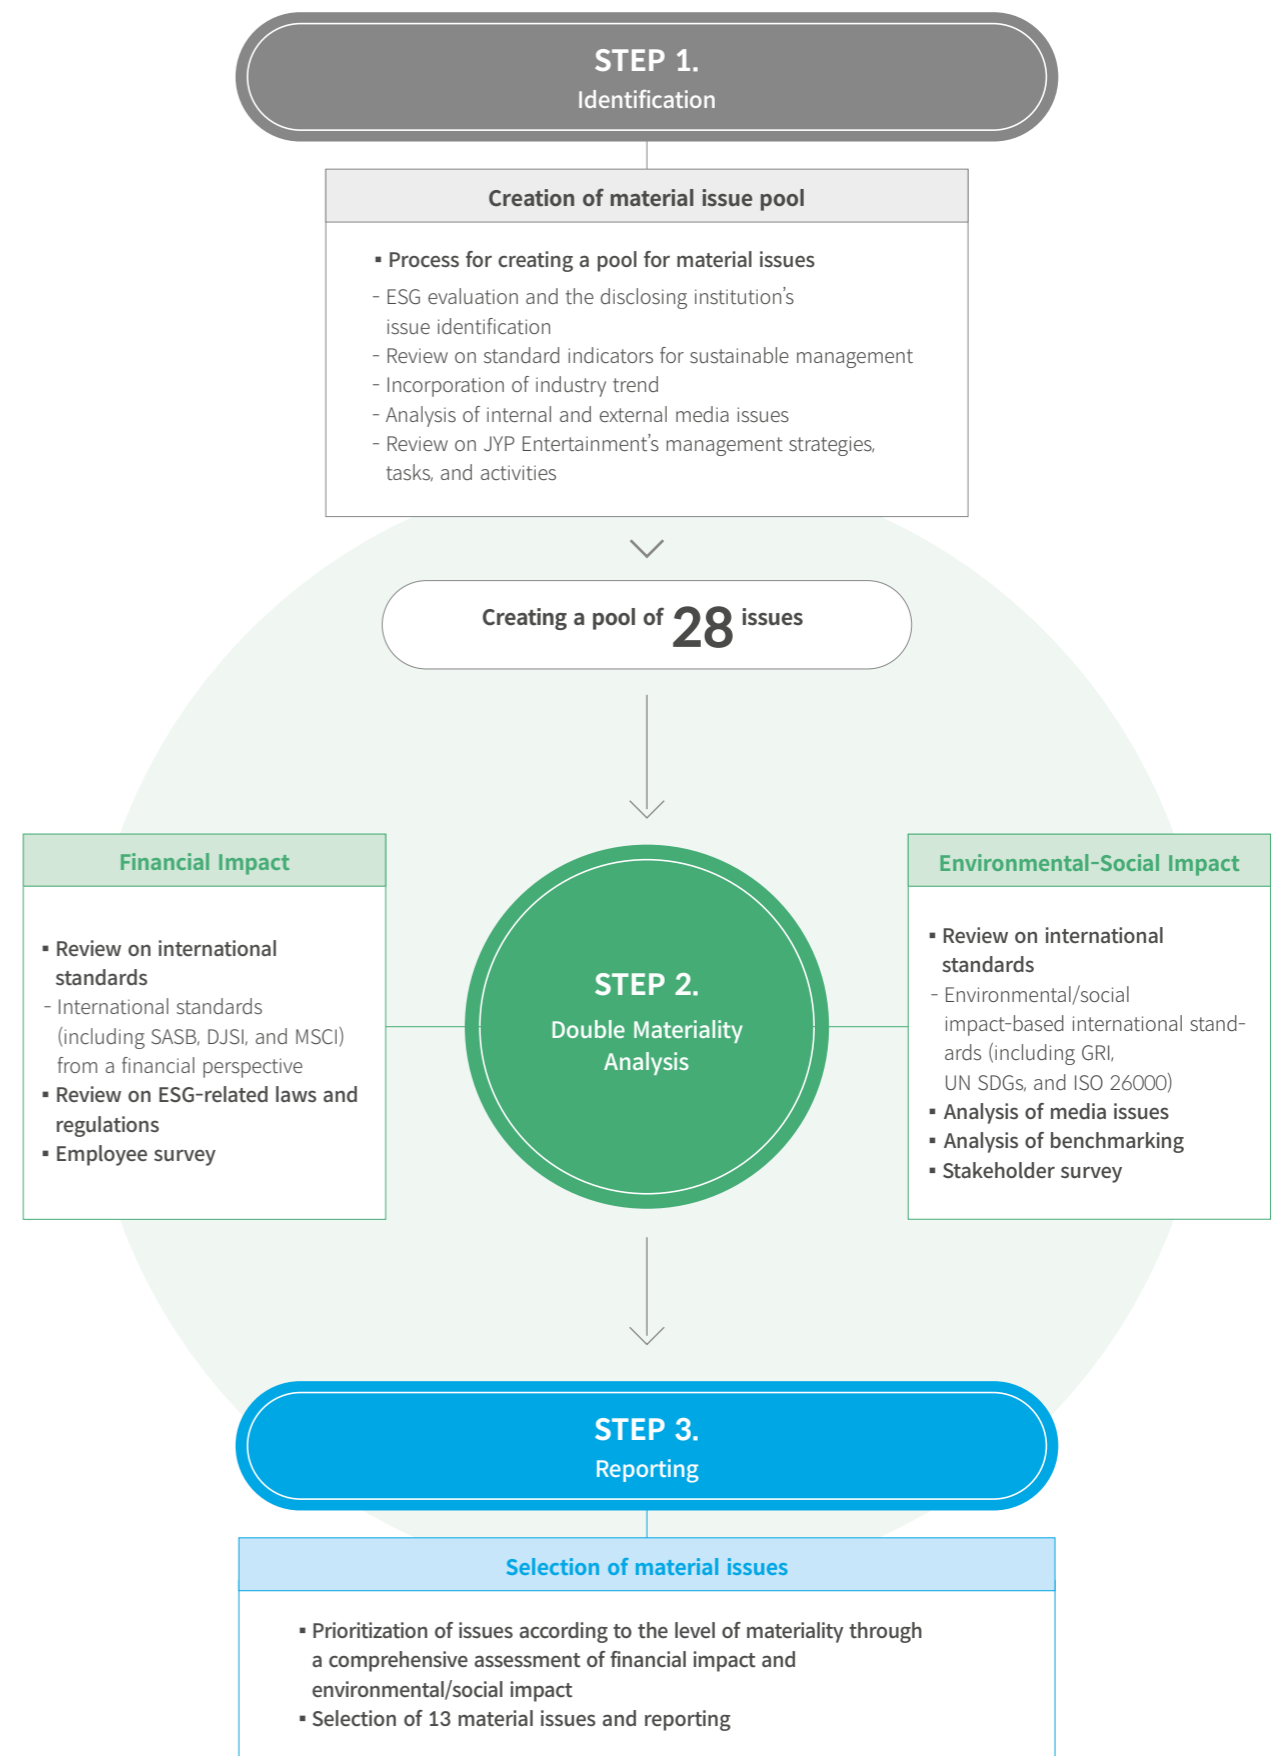 STEP 1.
Identification
Creation of material issue pool
▪ Process for creating a pool for material issues
- ESG evaluation and the disclosing institution's
issue identification
- Review on standard indicators for sustainable management
- Incorporation of industry trend
- Analysis of internal and external media issues
- Review on JYP Entertainment's management strategies,
tasks, and activities
Creating a pool of 28 issues
Financial Impact
▪ Review on international
standards
- International standards
(including SASB, DJSI, and MSCI)
from a financial perspective
▪ Review on ESG-related laws and
regulations
▪ Employee survey
STEP 2.
Double Materiality
Analysis
Environmental-Social Impact
▪ Review on international
standards
- Environmental/social
impact-based international stand-
ards (including GRI,
UN SDGs, and ISO 26000)
▪ Analysis of media issues
▪ Analysis of benchmarking
▪ Stakeholder survey
STEP 3.
Reporting
Selection of material issues
▪ Prioritization of issues according to the level of materiality through
a comprehensive assessment of financial impact and
environmental/social impact
▪ Selection of 13 material issues and reporting